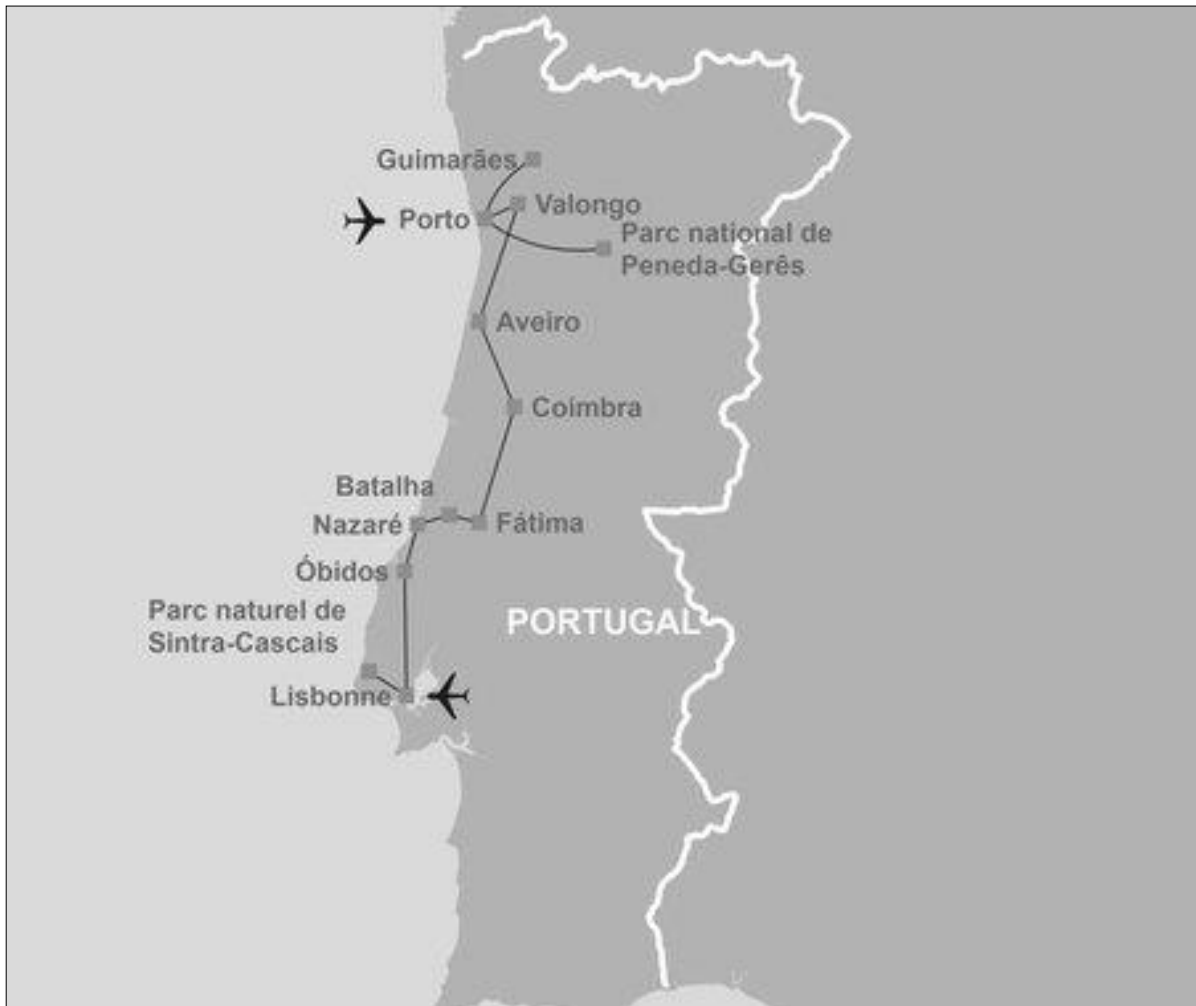 Guimarães
Valongo
Porto
Parc national de
Peneda-Gerês
Aveiro
Coimbra
Batalha
Nazaré
Fátima
Óbidos
Parc naturel de
Sintra-Cascais
PORTUGAL
Lisbonne